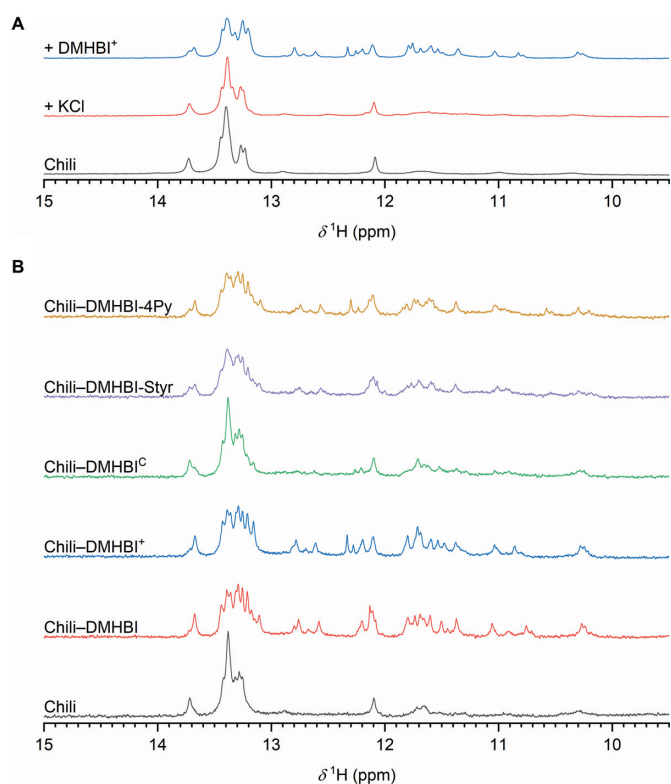 A
+ DMHBI⁺
+ KCl
Chili
15 14 13 12 11 10
δ ¹H (ppm)
B
Chili–DMHBI-4Py
Chili–DMHBI-Styr
Chili–DMHBIᶜ
Chili–DMHBI⁺
Chili–DMHBI
Chili
15 14 13 12 11 10
δ ¹H (ppm)